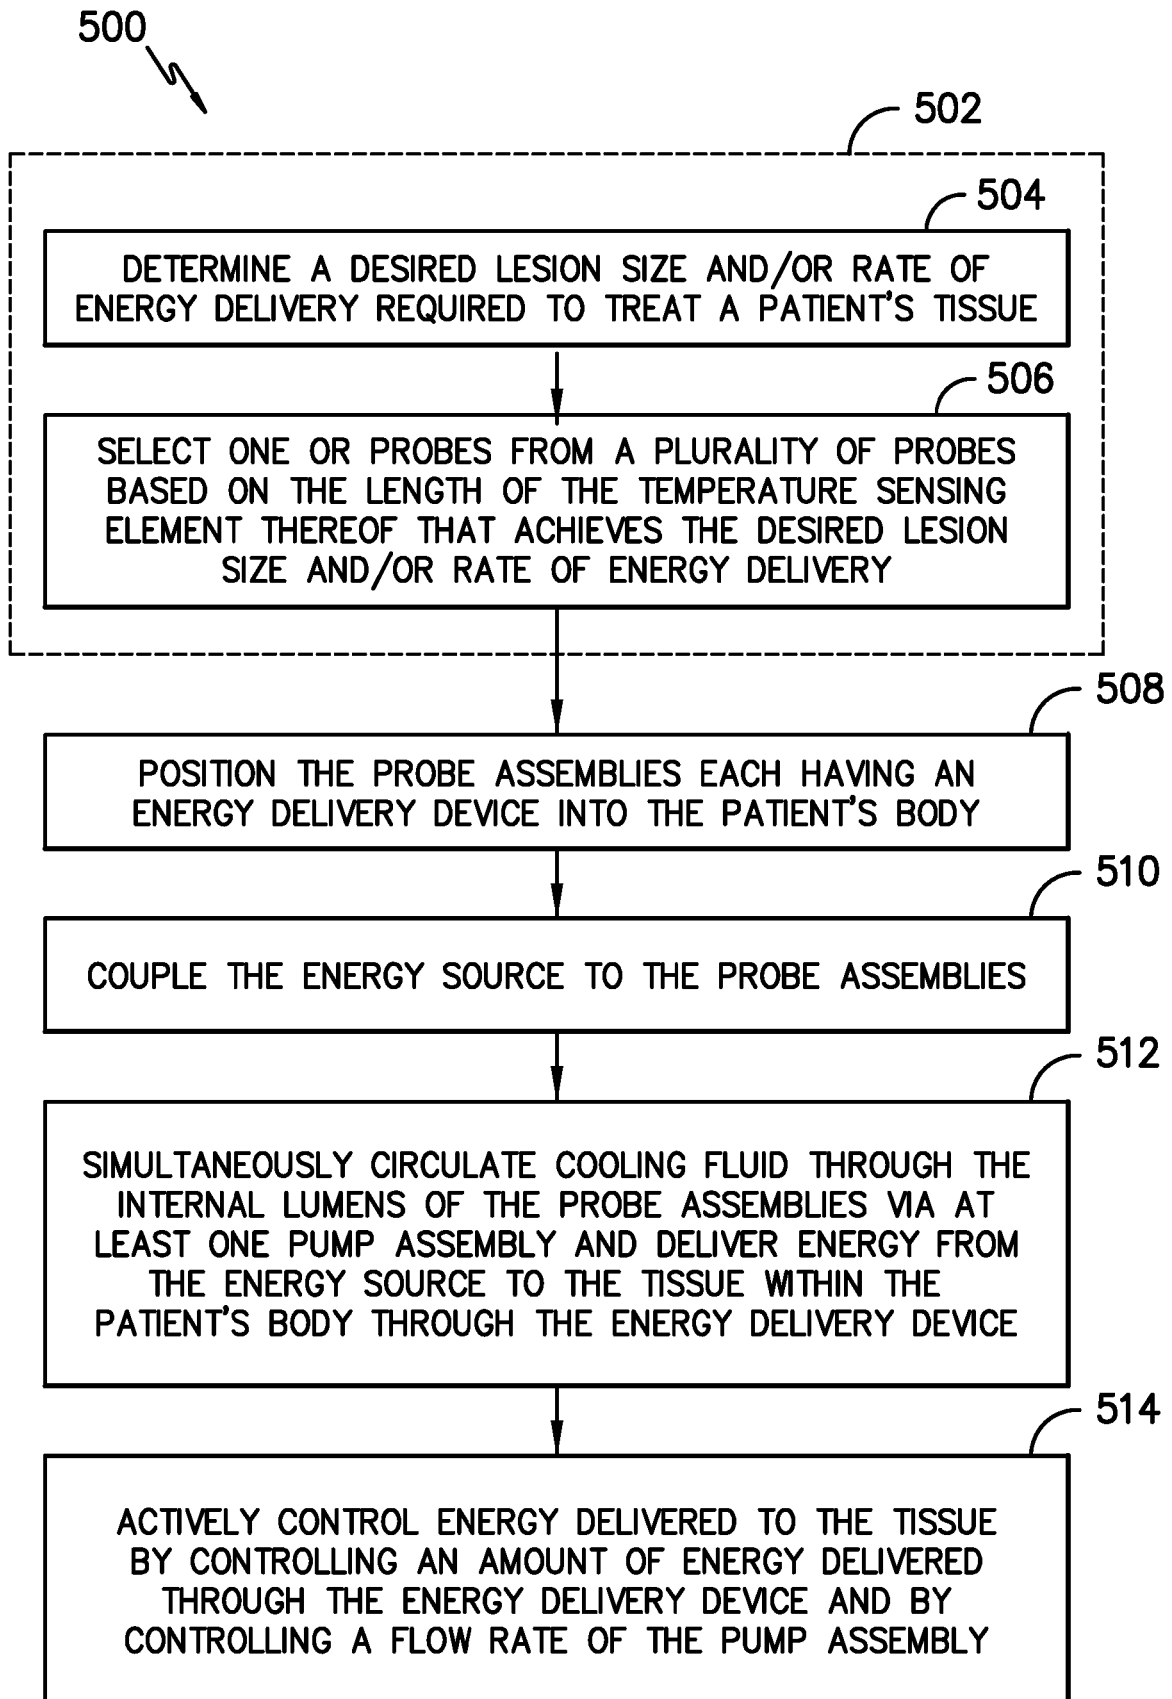 500
502
504
DETERMINE A DESIRED LESION SIZE AND/OR RATE OF
ENERGY DELIVERY REQUIRED TO TREAT A PATIENT'S TISSUE
506
SELECT ONE OR PROBES FROM A PLURALITY OF PROBES
BASED ON THE LENGTH OF THE TEMPERATURE SENSING
ELEMENT THEREOF THAT ACHIEVES THE DESIRED LESION
SIZE AND/OR RATE OF ENERGY DELIVERY
508
POSITION THE PROBE ASSEMBLIES EACH HAVING AN
ENERGY DELIVERY DEVICE INTO THE PATIENT'S BODY
510
COUPLE THE ENERGY SOURCE TO THE PROBE ASSEMBLIES
512
SIMULTANEOUSLY CIRCULATE COOLING FLUID THROUGH THE
INTERNAL LUMENS OF THE PROBE ASSEMBLIES VIA AT
LEAST ONE PUMP ASSEMBLY AND DELIVER ENERGY FROM
THE ENERGY SOURCE TO THE TISSUE WITHIN THE
PATIENT'S BODY THROUGH THE ENERGY DELIVERY DEVICE
514
ACTIVELY CONTROL ENERGY DELIVERED TO THE TISSUE
BY CONTROLLING AN AMOUNT OF ENERGY DELIVERED
THROUGH THE ENERGY DELIVERY DEVICE AND BY
CONTROLLING A FLOW RATE OF THE PUMP ASSEMBLY